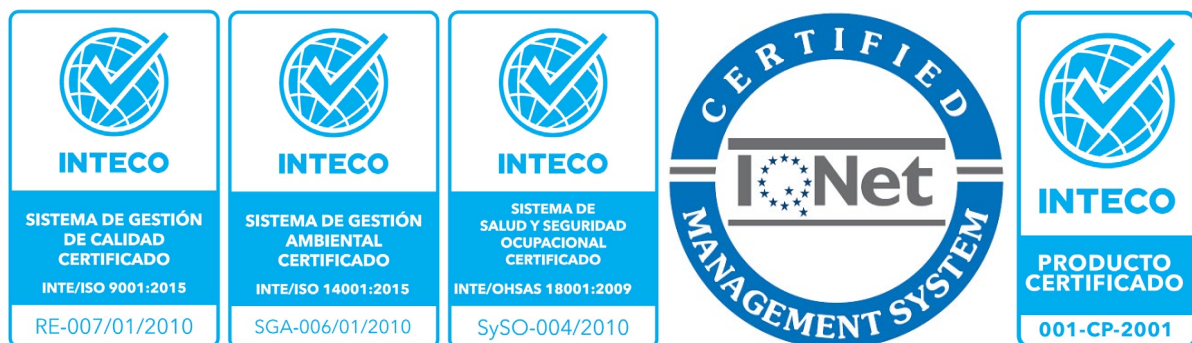 INTECO
SISTEMA DE GESTIÓN
DE CALIDAD
CERTIFICADO
INTE/ISO 9001:2015
RE-007/01/2010
INTECO
SISTEMA DE GESTIÓN
AMBIENTAL
CERTIFICADO
INTE/ISO 14001:2015
SGA-006/01/2010
INTECO
SISTEMA DE
SALUD Y SEGURIDAD
OCUPACIONAL
CERTIFICADO
INTE/OHSAS 18001:2009
SySO-004/2010
CERTIFIED
IQNet
MANAGEMENT SYSTEM
INTECO
PRODUCTO
CERTIFICADO
001-CP-2001